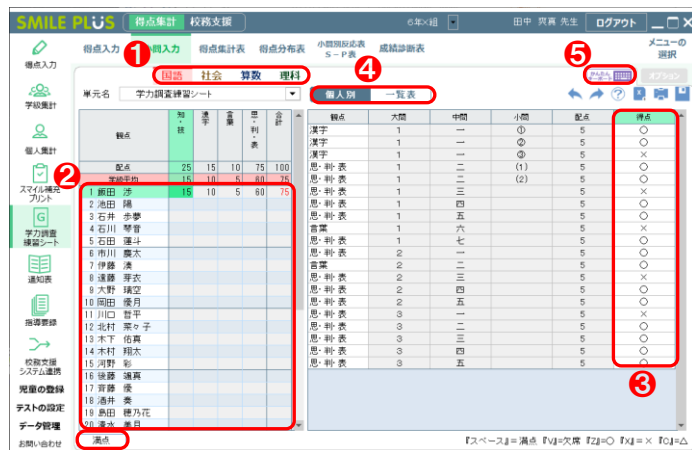 SMILE PLUS 得点集計 校務支援 6年×組 田中 爽真 先生 ログアウト
得点入力
学級集計
個人集計
スマイル補充
プリント
学力調査
練習シート
通知表
指導要録
校務支援
システム連携
児童の登録
テストの設定
データ管理
お問い合わせ
得点入力 小問入力 得点集計表 得点分布表 小問別反応表 S－P表 成績診断表 メニューの選択
❶ 国語 社会 算数 理科
❹
❺ かんたんキーボード オプション
単元名 学力調査練習シート
個人別 一覧表
観点 知・技 漢字 言葉 思・判・表 合計
配点 25 15 10 75 100
学級平均 15 10 5 60 75
❷
1 飯田 渉 15 10 5 60 75
2 池田 陽
3 石井 歩夢
4 石川 琴音
5 石田 蓮斗
6 市川 慶太
7 伊藤 湊
8 遠藤 芽衣
9 大野 晴空
10 岡田 優月
11 川口 哲平
12 北村 菜々子
13 木下 佑真
14 木村 翔太
15 河野 彩
16 後藤 颯真
17 斉藤 優
18 酒井 奏
19 島田 穂乃花
20 清水 美月
満点
観点 大問 中問 小問 配点 得点
漢字 1 一 ① 5 ○
漢字 1 一 ② 5 ○
漢字 1 一 ③ 5 ×
思・判・表 1 二 (1) 5 ○
思・判・表 1 二 (2) 5 ○
思・判・表 1 三 5 ×
思・判・表 1 四 5 ○
思・判・表 1 五 5 ○
言葉 1 六 5 ×
思・判・表 1 七 5 ○
思・判・表 2 一 5 ○
言葉 2 二 5 ○
思・判・表 2 三 5 ×
思・判・表 2 四 5 ○
思・判・表 2 五 5 ○
思・判・表 3 一 5 ×
思・判・表 3 二 5 ○
思・判・表 3 三 5 ○
思・判・表 3 四 5 ○
思・判・表 3 五 5 ○
❸
『スペース』=満点 『V』=欠席 『Z』=○ 『X』=× 『C』=△